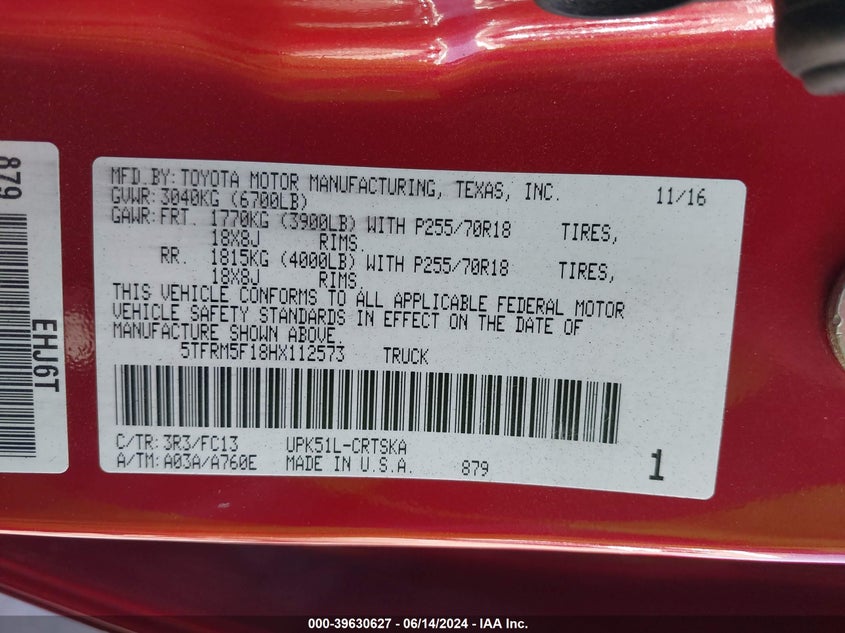 MFD.BY:TOYOTA MOTOR MANUFACTURING, TEXAS, INC. 11/16
GVWR:3040KG (6700LB)
GAWR:FRT. 1770KG (3900LB) WITH P255/70R18 TIRES,
18X8J RIMS.
RR. 1815KG (4000LB) WITH P255/70R18 TIRES,
18X8J RIMS.
THIS VEHICLE CONFORMS TO ALL APPLICABLE FEDERAL MOTOR
VEHICLE SAFETY STANDARDS IN EFFECT ON THE DATE OF
MANUFACTURE SHOWN ABOVE.
5TFRM5F18HX112573 TRUCK
C/TR:3R3/FC13 UPK51L-CRTSKA
A/TM:A03A/A760E MADE IN U.S.A. 879 1
879
EHJ6T
000-39630627 - 06/14/2024 - IAA Inc.